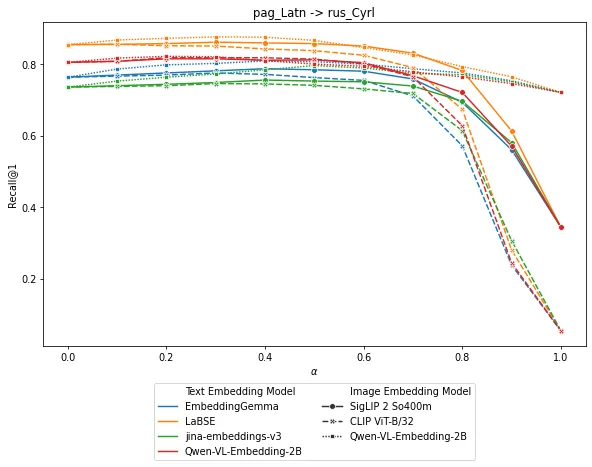 pag_Latn -> rus_Cyrl
Recall@1
0.8
0.6
0.4
0.2
0.0 0.2 0.4 0.6 0.8 1.0
α
Text Embedding Model Image Embedding Model
EmbeddingGemma SigLIP 2 So400m
LaBSE CLIP ViT-B/32
jina-embeddings-v3 Qwen-VL-Embedding-2B
Qwen-VL-Embedding-2B